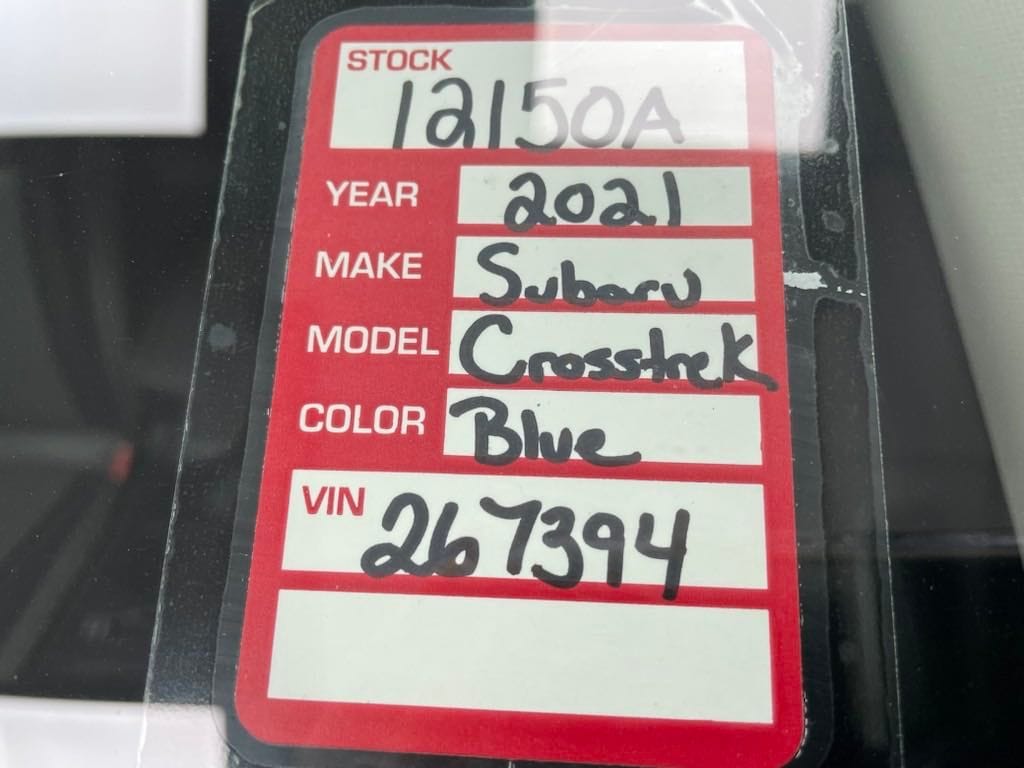 STOCK
12150A
YEAR 2021
MAKE Subaru
MODEL Crosstrek
COLOR Blue
VIN 267394